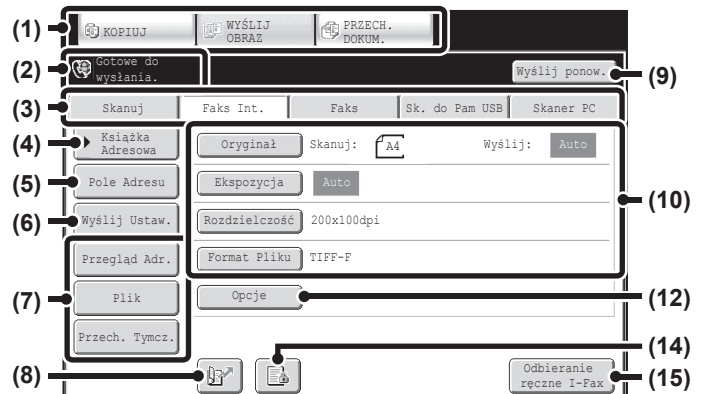 (1) KOPIUJ WYŚLIJ OBRAZ PRZECH. DOKUM.
(2) Gotowe do wysłania. Wyślij ponow. (9)
(3) Skanuj Faks Int. Faks Sk. do Pam USB Skaner PC
(4) Książka Adresowa Oryginał Skanuj: A4 Wyślij: Auto
(5) Pole Adresu Ekspozycja Auto (10)
(6) Wyślij Ustaw. Rozdzielczość 200x100dpi
Przegląd Adr. Format Pliku TIFF-F
(7) Plik Opcje (12)
Przech. Tymcz.
(14)
(8) Odbieranie ręczne I-Fax (15)